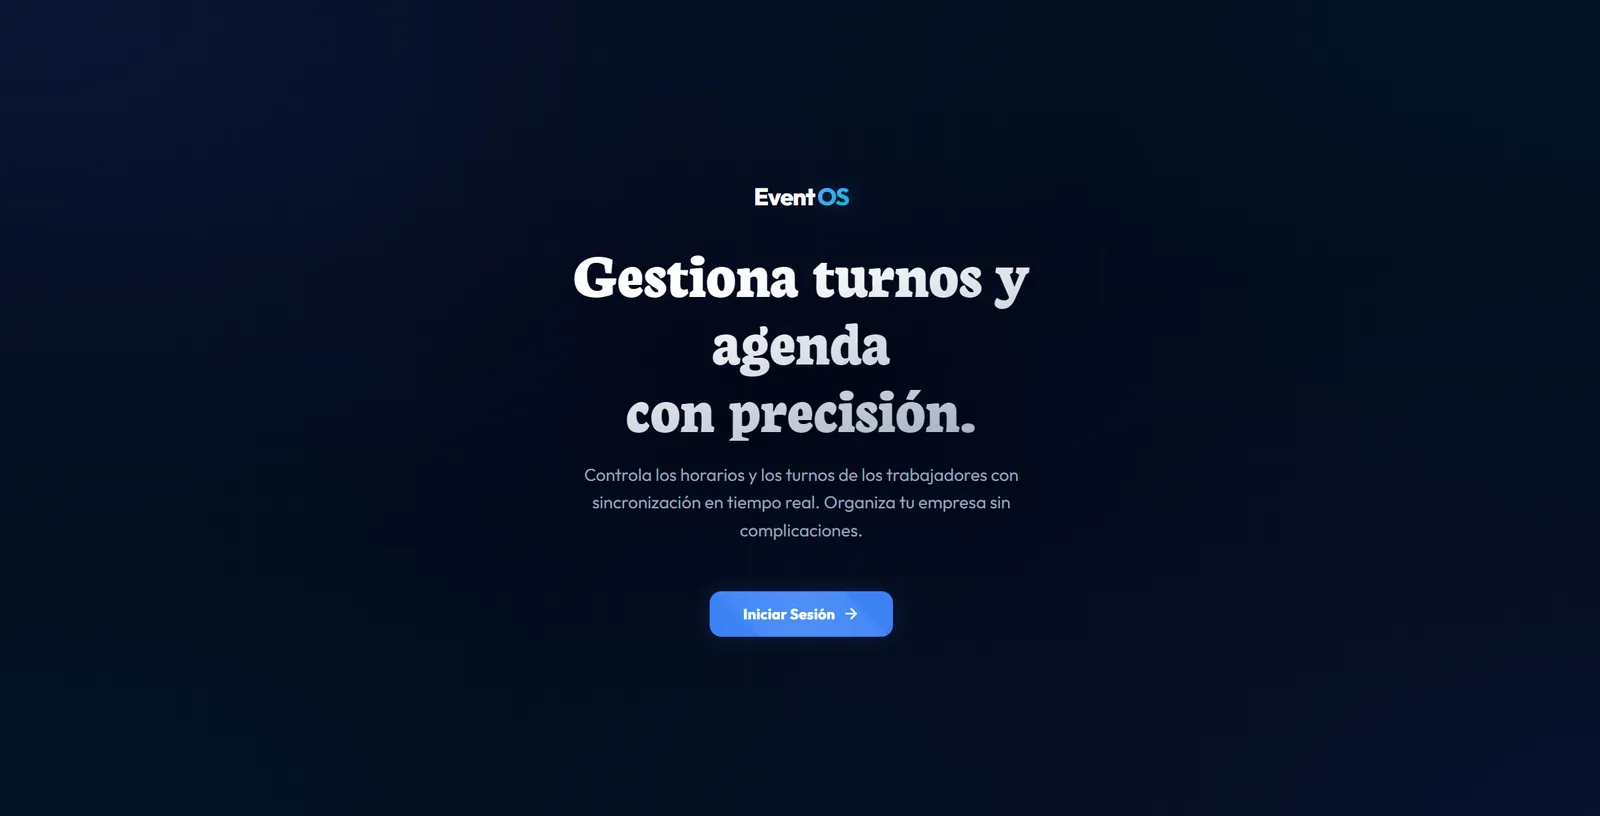 EventOS
Gestiona turnos y
agenda
con precisión.
Controla los horarios y los turnos de los trabajadores con
sincronización en tiempo real. Organiza tu empresa sin
complicaciones.
Iniciar Sesión →